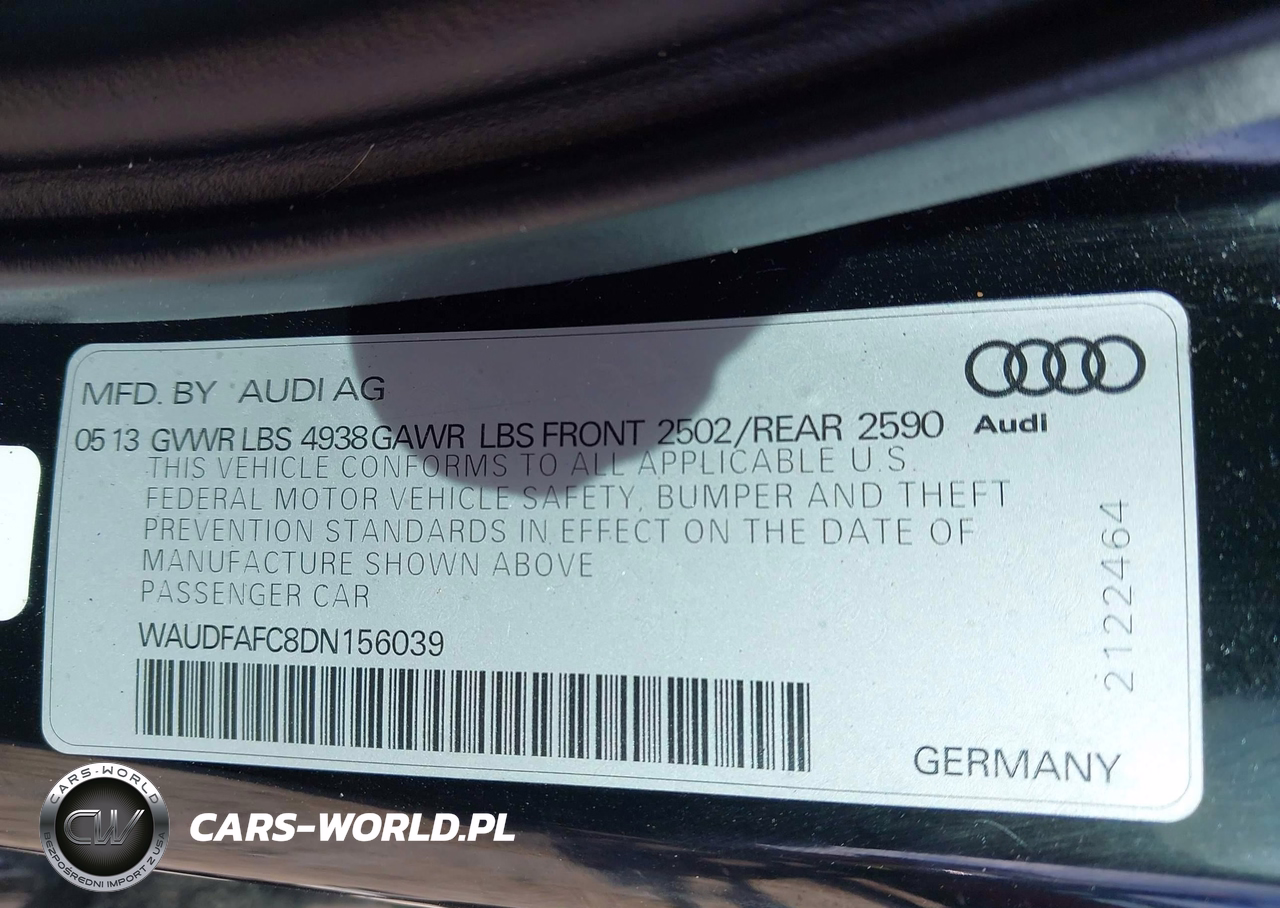 MFD. BY AUDI AG
05 13 GVWR LBS 4938 GAWR LBS FRONT 2502/REAR 2590
Audi
THIS VEHICLE CONFORMS TO ALL APPLICABLE U.S.
FEDERAL MOTOR VEHICLE SAFETY, BUMPER AND THEFT
PREVENTION STANDARDS IN EFFECT ON THE DATE OF
MANUFACTURE SHOWN ABOVE
PASSENGER CAR
WAUDFAFC8DN156039
2122464
GERMANY
CARS-WORLD
CW
BEZPOŚREDNI IMPORT Z USA
CARS-WORLD.PL